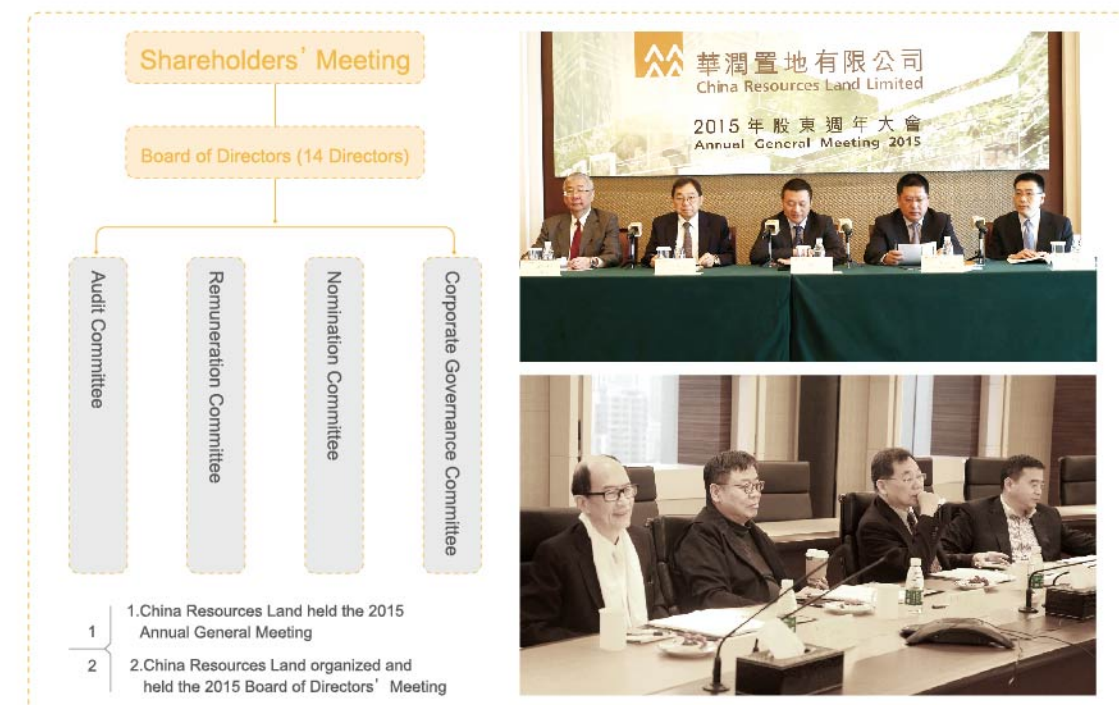 Shareholders’ Meeting
Board of Directors (14 Directors)
Audit Committee
Remuneration Committee
Nomination Committee
Corporate Governance Committee
1
1.China Resources Land held the 2015
Annual General Meeting
2
2.China Resources Land organized and
held the 2015 Board of Directors’ Meeting
華潤置地有限公司
China Resources Land Limited
2015年股東週年大會
Annual General Meeting 2015